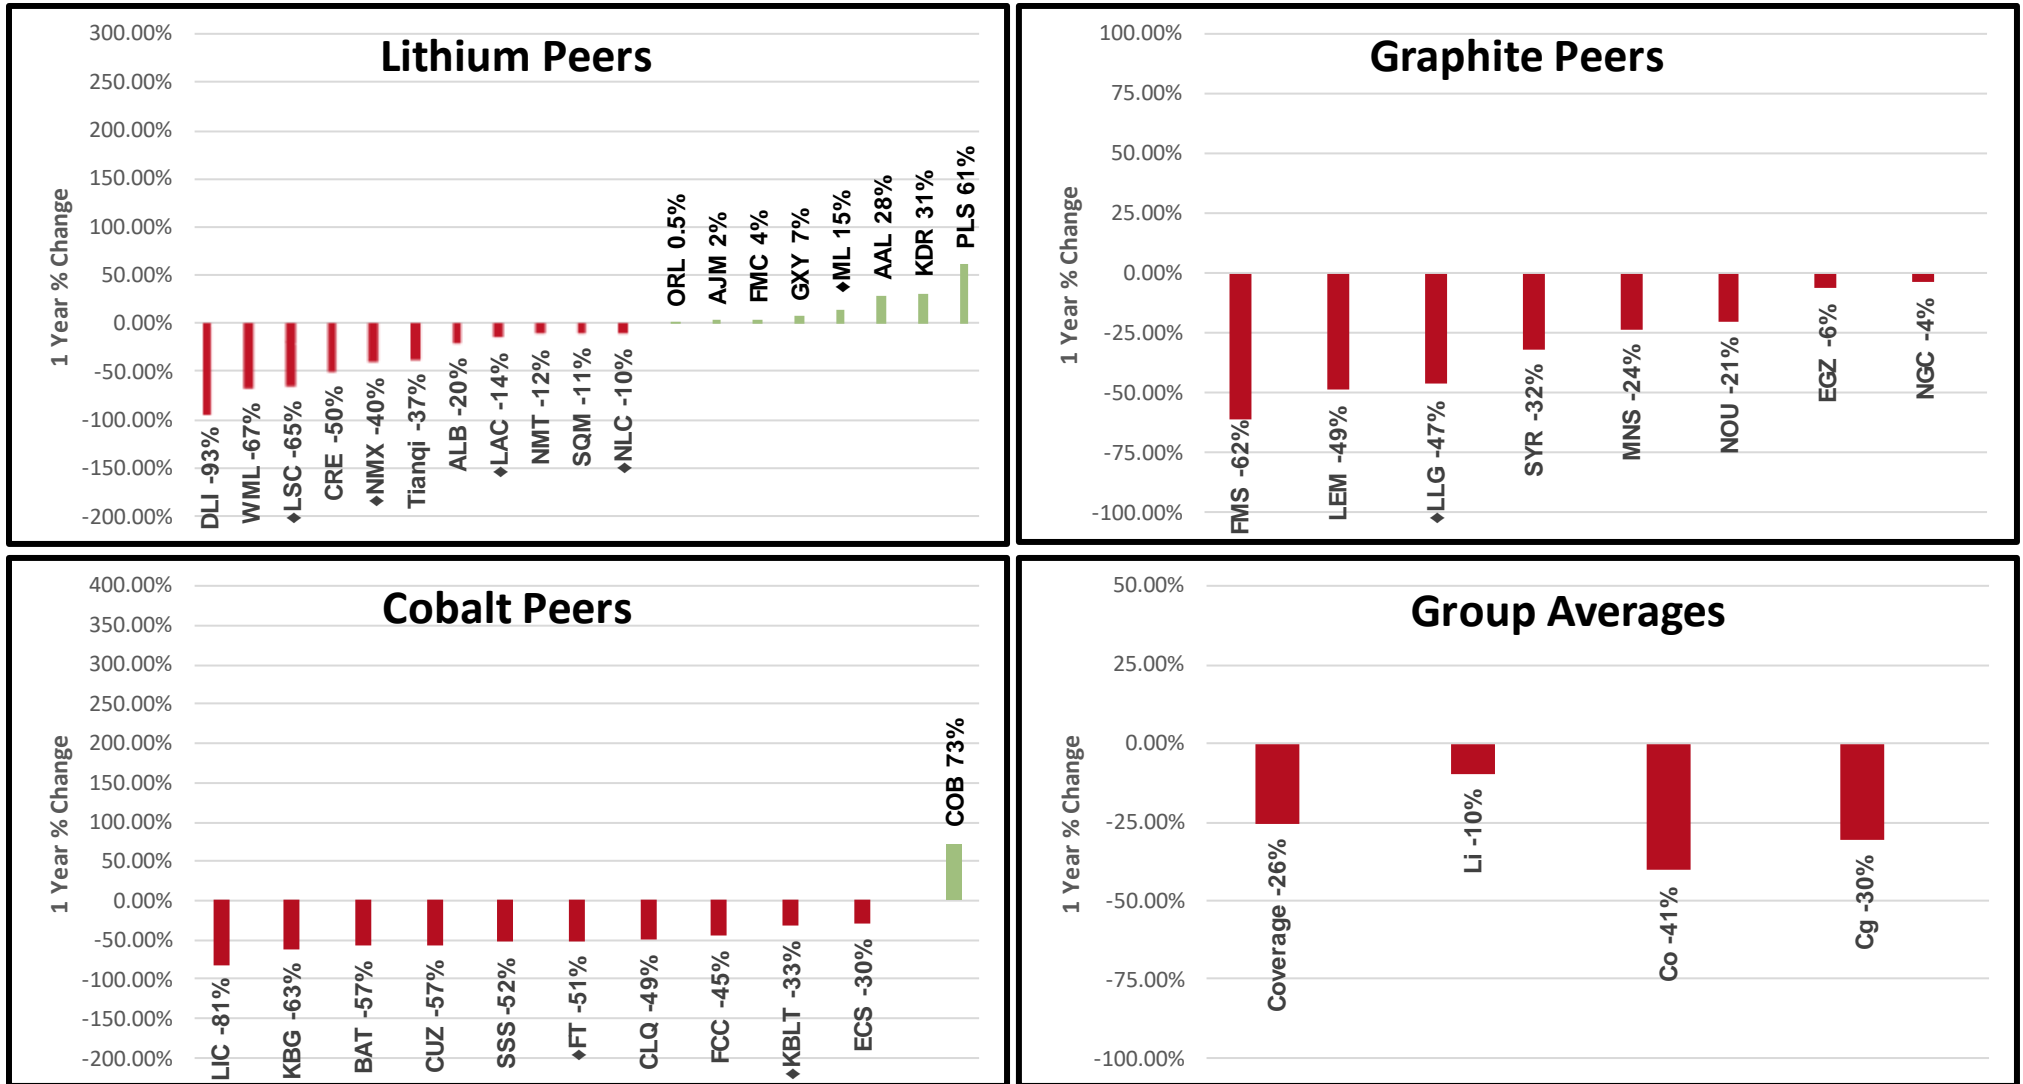 Lithium Peers
1 Year % Change
300.00%
250.00%
200.00%
150.00%
100.00%
50.00%
0.00%
-50.00%
-100.00%
-150.00%
-200.00%
DLI -93%
WML -67%
♦LSC -65%
CRE -50%
♦NMX -40%
Tianqi -37%
ALB -20%
♦LAC -14%
NMT -12%
SQM -11%
♦NLC -10%
ORL 0.5%
AJM 2%
FMC 4%
GXY 7%
♦ML 15%
AAL 28%
KDR 31%
PLS 61%
Graphite Peers
1 Year % Change
100.00%
75.00%
50.00%
25.00%
0.00%
-25.00%
-50.00%
-75.00%
-100.00%
FMS -62%
LEM -49%
♦LLG -47%
SYR -32%
MNS -24%
NOU -21%
EGZ -6%
NGC -4%
Cobalt Peers
1 Year % Change
400.00%
350.00%
300.00%
250.00%
200.00%
150.00%
100.00%
50.00%
0.00%
-50.00%
-100.00%
-150.00%
-200.00%
LIC -81%
KBG -63%
BAT -57%
CUZ -57%
SSS -52%
♦FT -51%
CLQ -49%
FCC -45%
♦KBLT -33%
ECS -30%
COB 73%
Group Averages
1 Year % Change
50.00%
25.00%
0.00%
-25.00%
-50.00%
-75.00%
-100.00%
Coverage -26%
Li -10%
Co -41%
Cg -30%